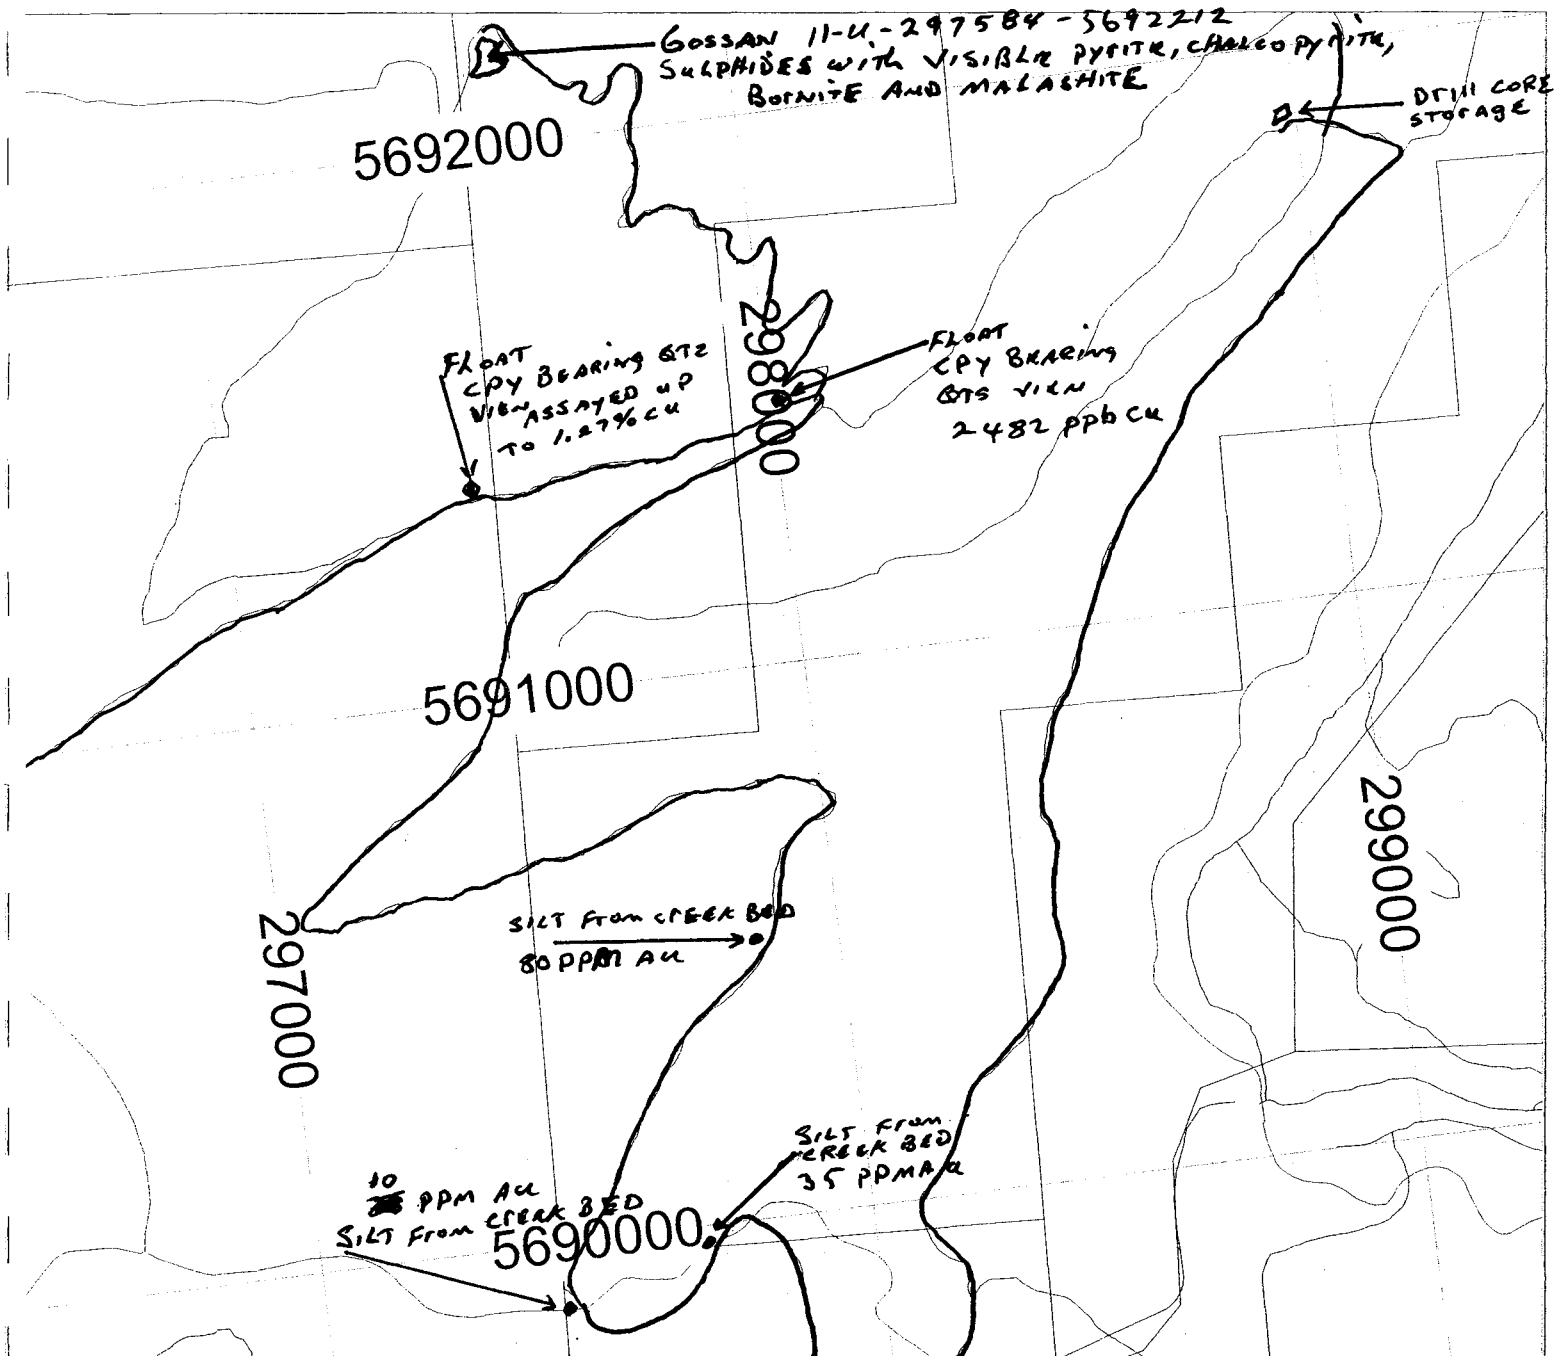 GOSSAN 11-U-297584-5692212
SULPHIDES with VISIBLE PYRITE, CHALCOPYRITE,
BORNITE AND MALASHITE
DRILL CORE
STORAGE
5692000
298000
FLOAT
CPY BEARING QTZ
VIEN ASSAYED UP
TO 1.27% CU
FLOAT
CPY BEARING
QTS VIEN
2482 ppb Cu
5691000
299000
297000
SILT FROM CREEK BED
80 PPM AU
SILT FROM
CREEK BED
35 PPM AU
10
PPM AU
SILT FROM CREEK BED
5690000